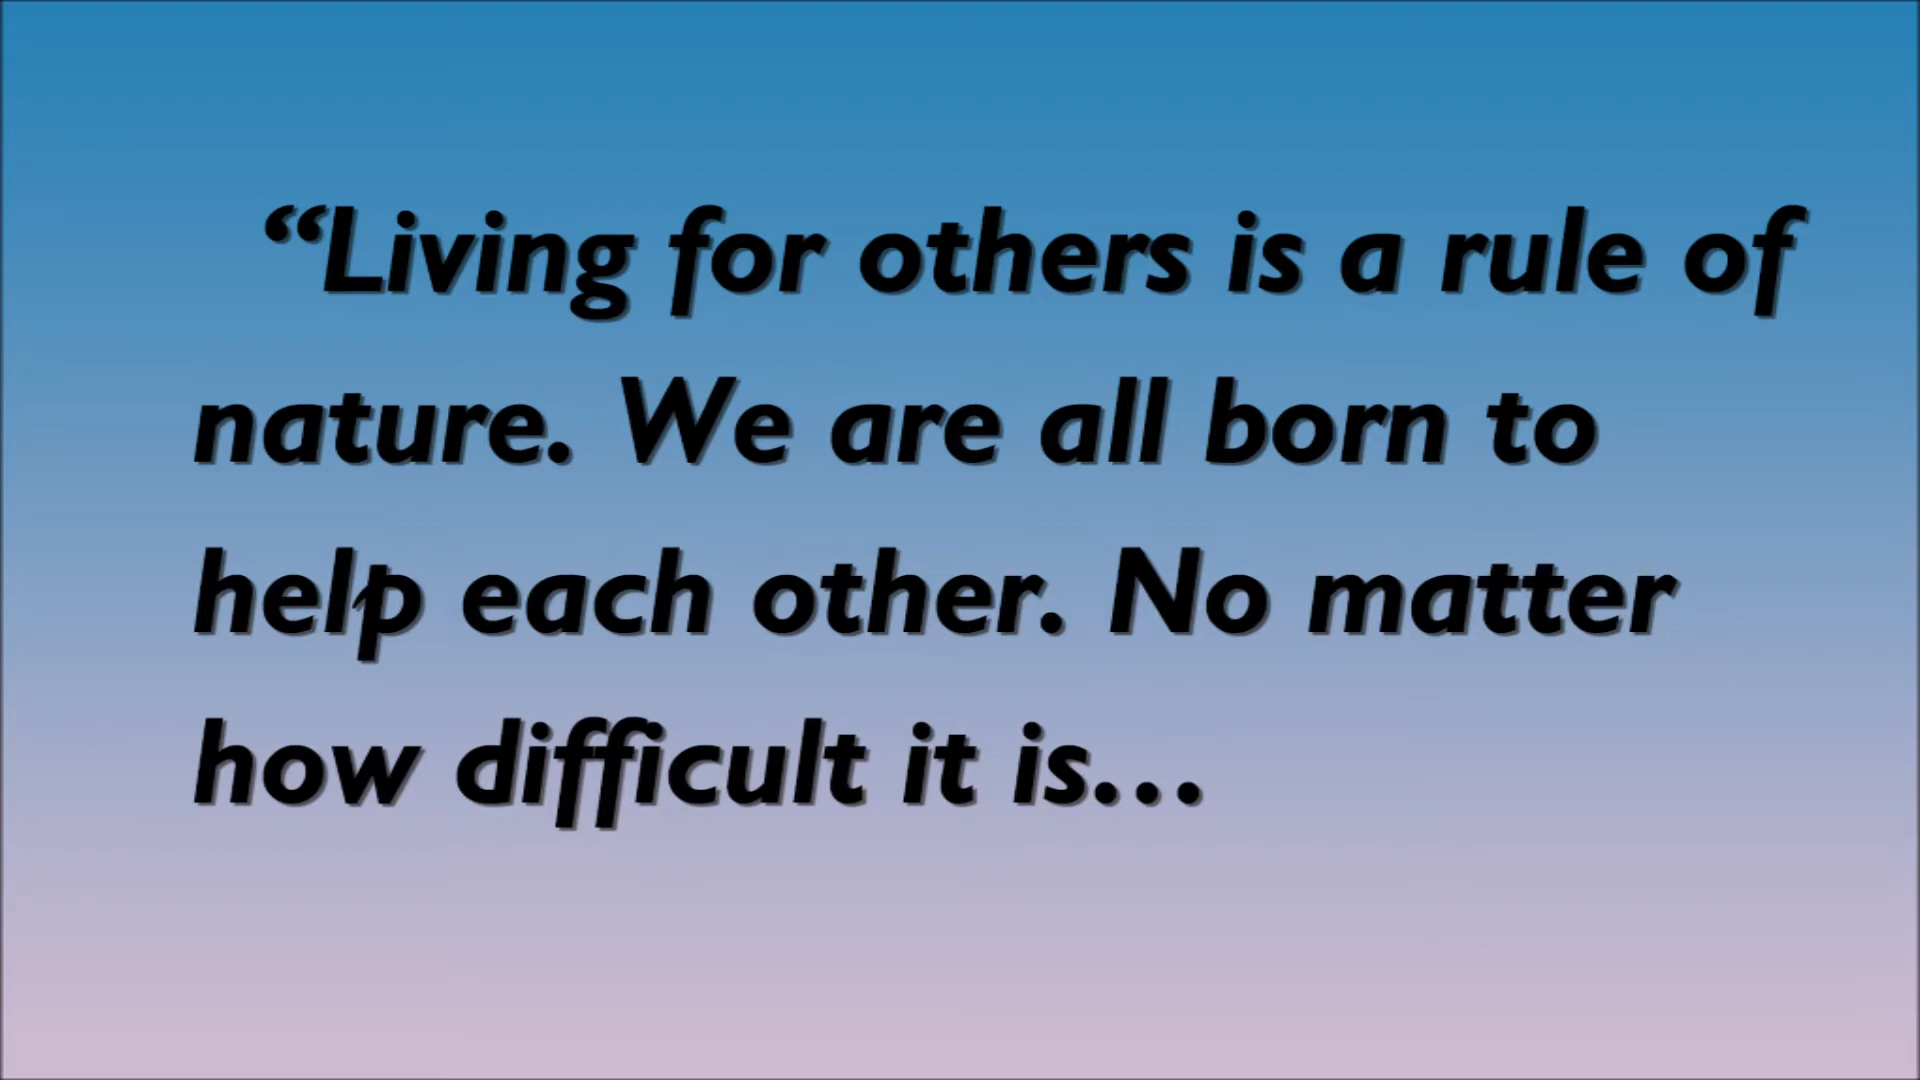 “Living for others is a rule of
nature. We are all born to
help each other. No matter
how difficult it is…